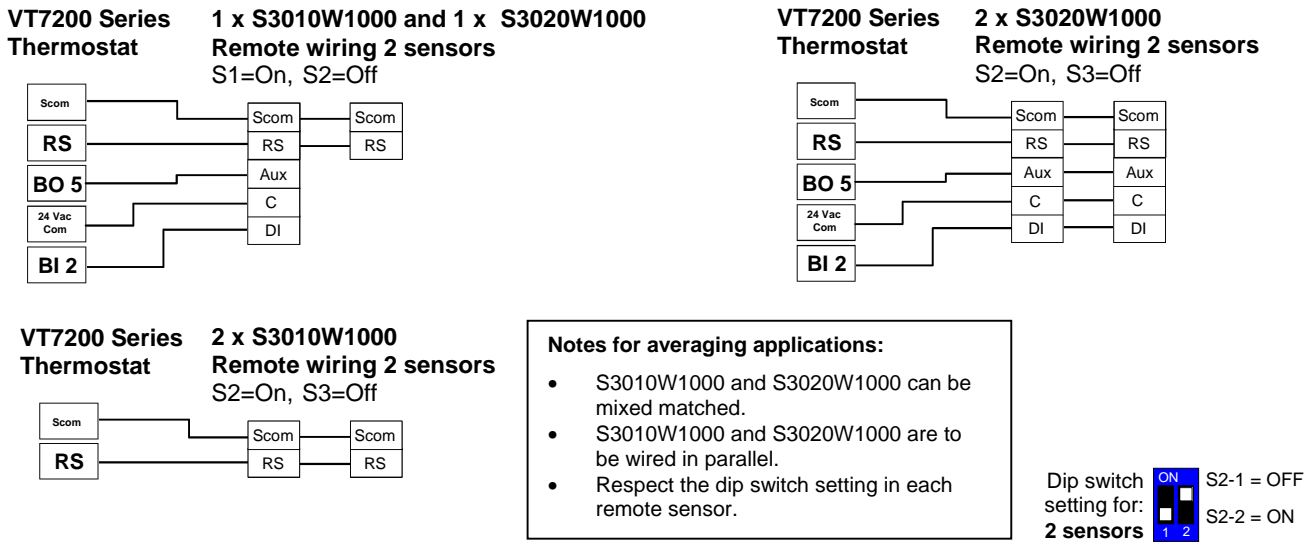 VT7200 Series
Thermostat
1 x S3010W1000 and 1 x S3020W1000
Remote wiring 2 sensors
S1=On, S2=Off
Scom
RS
BO 5
24 Vac
Com
BI 2
Scom
RS
Aux
C
DI
Scom
RS
VT7200 Series
Thermostat
2 x S3020W1000
Remote wiring 2 sensors
S2=On, S3=Off
Scom
RS
BO 5
24 Vac
Com
BI 2
Scom
RS
Aux
C
DI
Scom
RS
Aux
C
DI
VT7200 Series
Thermostat
2 x S3010W1000
Remote wiring 2 sensors
S2=On, S3=Off
Scom
RS
Scom
RS
Scom
RS
Notes for averaging applications:
• S3010W1000 and S3020W1000 can be
mixed matched.
• S3010W1000 and S3020W1000 are to
be wired in parallel.
• Respect the dip switch setting in each
remote sensor.
Dip switch
setting for:
2 sensors
ON
1 2
S2-1 = OFF
S2-2 = ON